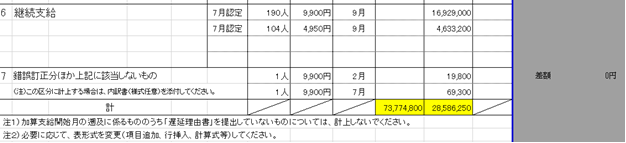 6 継続支給 7月認定 190人 9,900円 9月 16,929,000
7月認定 104人 4,950円 9月 4,633,200
7 錯誤訂正分ほか上記に該当しないもの 1人 9,900円 2月 19,800 差額 0円
(注)この区分に計上する場合は、内訳書(様式任意)を添付してください。 1人 9,900円 7月 69,300
計 73,774,800 28,586,250
注1)加算支給開始月の遡及に係るもののうち「遅延理由書」を提出していないものについては、計上しないでください。
注2)必要に応じて、表形式を変更(項目追加、行挿入、計算式等)してください。